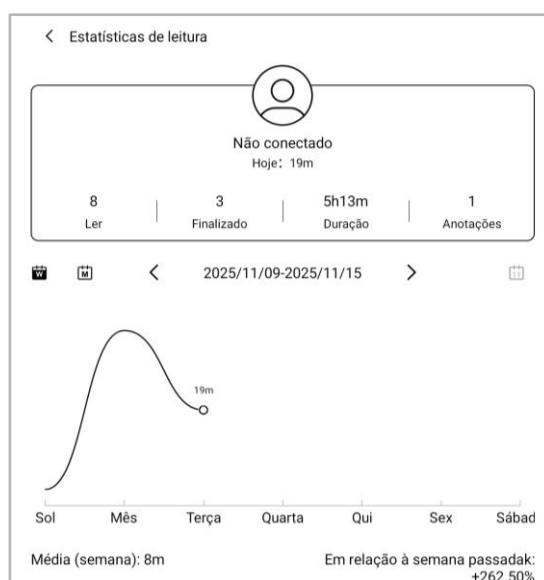 Estatísticas de leitura
Não conectado
Hoje: 19m
8 3 5h13m 1
Ler Finalizado Duração Anotações
W M 2025/11/09-2025/11/15 11
19m
Sol Mês Terça Quarta Qui Sex Sábad
Média (semana): 8m Em relação à semana passadak:
+262.50%